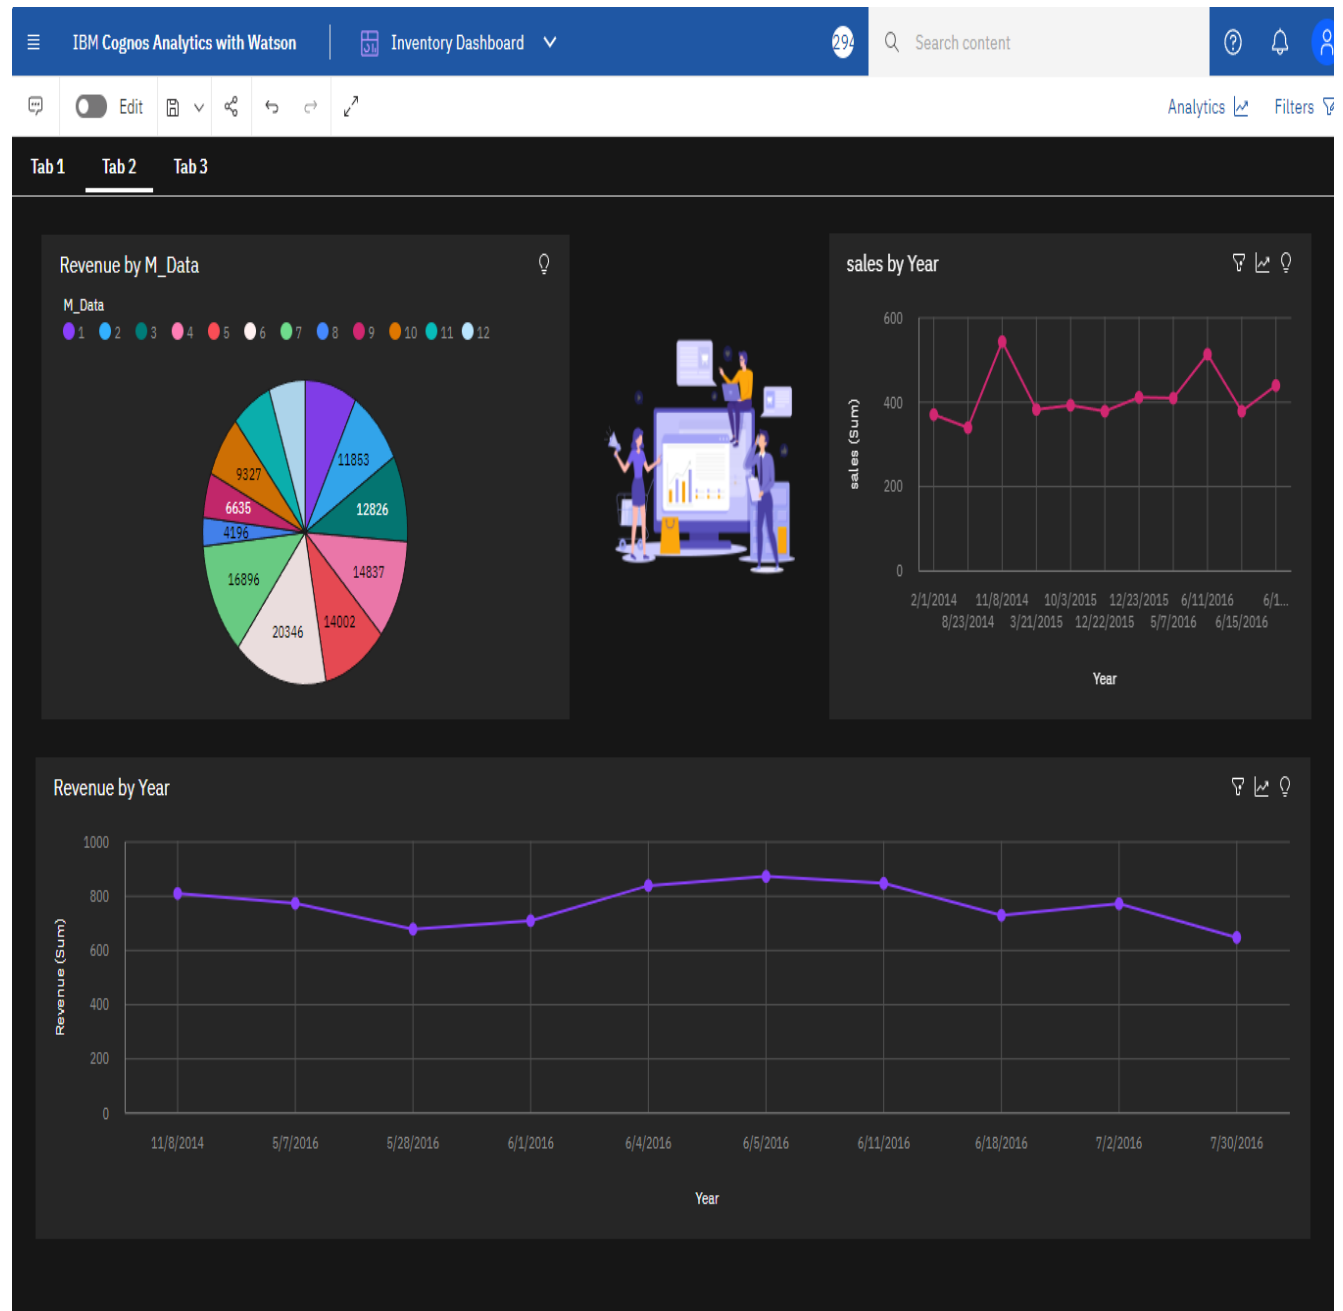 IBM Cognos Analytics with Watson
Inventory Dashboard
294
Search content
Edit
Analytics
Filters
Tab 1 Tab 2 Tab 3
Revenue by M_Data
M_Data
1 2 3 4 5 6 7 8 9 10 11 12
11853
12826
14837
14002
20346
16896
4196
6635
9327
sales by Year
600
400
200
0
sales (Sum)
2/1/2014 11/8/2014 10/3/2015 12/23/2015 6/11/2016 6/1...
8/23/2014 3/21/2015 12/22/2015 5/7/2016 6/15/2016
Year
Revenue by Year
1000
800
600
400
200
0
Revenue (Sum)
11/8/2014 5/7/2016 5/28/2016 6/1/2016 6/4/2016 6/5/2016 6/11/2016 6/18/2016 7/2/2016 7/30/2016
Year